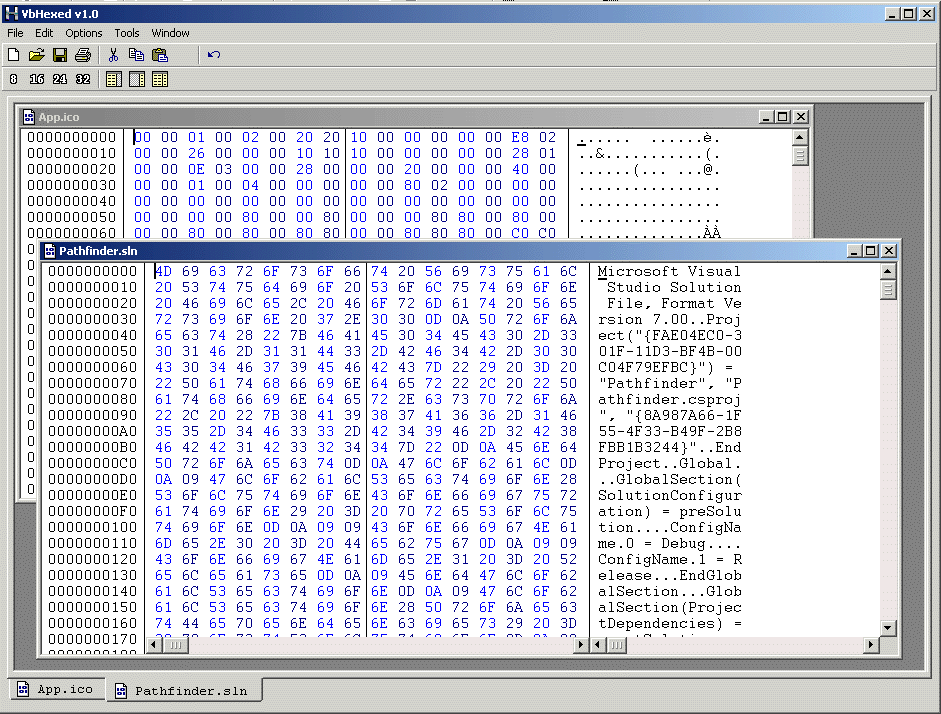 VbHexed v1.0
File Edit Options Tools Window
8 16 24 32
App.ico
0000000000 00 00 01 00 02 00 20 20 10 00 00 00 00 00 E8 02 ......  ......è.
0000000010 00 00 26 00 00 00 10 10 10 00 00 00 00 00 28 01 ..&...........(.
0000000020 00 00 0E 03 00 00 28 00 00 00 20 00 00 00 40 00 ......(... ...@.
0000000030 00 00 01 00 04 00 00 00 00 00 80 02 00 00 00 00 ................
0000000040 00 00 00 00 00 00 00 00 00 00 00 00 00 00 00 00 ................
0000000050 00 00 00 00 80 00 00 80 00 00 00 80 80 00 80 00 ................
0000000060 00 00 80 00 80 00 80 80 00 00 80 80 80 00 C0 C0 ..............ÀÀ
Pathfinder.sln
0000000000 4D 69 63 72 6F 73 6F 66 74 20 56 69 73 75 61 6C Microsoft Visual
0000000010 20 53 74 75 64 69 6F 20 53 6F 6C 75 74 69 6F 6E  Studio Solution
0000000020 20 46 69 6C 65 2C 20 46 6F 72 6D 61 74 20 56 65  File, Format Ve
0000000030 72 73 69 6F 6E 20 37 2E 30 30 0D 0A 50 72 6F 6A rsion 7.00..Proj
0000000040 65 63 74 28 22 7B 46 41 45 30 34 45 43 30 2D 33 ect("{FAE04EC0-3
0000000050 30 31 46 2D 31 31 44 33 2D 42 46 34 42 2D 30 30 01F-11D3-BF4B-00
0000000060 43 30 34 46 37 39 45 46 42 43 7D 22 29 20 3D 20 C04F79EFBC}") =
0000000070 22 50 61 74 68 66 69 6E 64 65 72 22 2C 20 22 50 "Pathfinder", "P
0000000080 61 74 68 66 69 6E 64 65 72 2E 63 73 70 72 6F 6A athfinder.csproj
0000000090 22 2C 20 22 7B 38 41 39 38 37 41 36 36 2D 31 46 ", "{8A987A66-1F
00000000A0 35 35 2D 34 46 33 33 2D 42 34 39 46 2D 32 42 38 55-4F33-B49F-2B8
00000000B0 46 42 42 31 42 33 32 34 34 7D 22 0D 0A 45 6E 64 FBB1B3244}"..End
00000000C0 50 72 6F 6A 65 63 74 0D 0A 47 6C 6F 62 61 6C 0D Project..Global.
00000000D0 0A 09 47 6C 6F 62 61 6C 53 65 63 74 69 6F 6E 28 ..GlobalSection(
00000000E0 53 6F 6C 75 74 69 6F 6E 43 6F 6E 66 69 67 75 72 SolutionConfigur
00000000F0 61 74 69 6F 6E 29 20 3D 20 70 72 65 53 6F 6C 75 ation) = preSolu
0000000100 74 69 6F 6E 0D 0A 09 09 43 6F 6E 66 69 67 4E 61 tion....ConfigNa
0000000110 6D 65 2E 30 20 3D 20 44 65 62 75 67 0D 0A 09 09 me.0 = Debug....
0000000120 43 6F 6E 66 69 67 4E 61 6D 65 2E 31 20 3D 20 52 ConfigName.1 = R
0000000130 65 6C 65 61 73 65 0D 0A 09 45 6E 64 47 6C 6F 62 elease...EndGlob
0000000140 61 6C 53 65 63 74 69 6F 6E 0D 0A 09 47 6C 6F 62 alSection...Glob
0000000150 61 6C 53 65 63 74 69 6F 6E 28 50 72 6F 6A 65 63 alSection(Projec
0000000160 74 44 65 70 65 6E 64 65 6E 63 69 65 73 29 20 3D tDependencies) =
0000000170
App.ico Pathfinder.sln